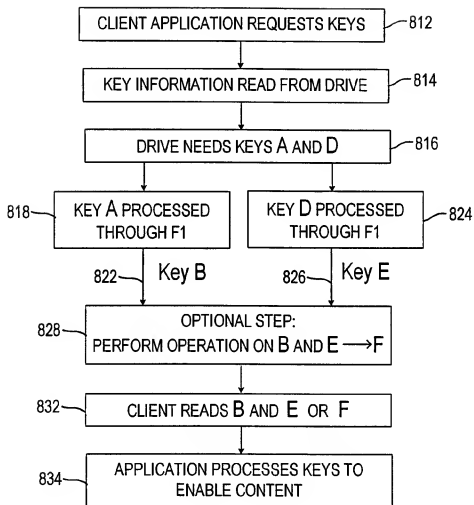 CLIENT APPLICATION REQUESTS KEYS
812
KEY INFORMATION READ FROM DRIVE
814
DRIVE NEEDS KEYS A AND D
816
818
KEY A PROCESSED
THROUGH F1
KEY D PROCESSED
THROUGH F1
824
822
Key B
826
Key E
828
OPTIONAL STEP:
PERFORM OPERATION ON B AND E → F
832
CLIENT READS B AND E OR F
834
APPLICATION PROCESSES KEYS TO
ENABLE CONTENT